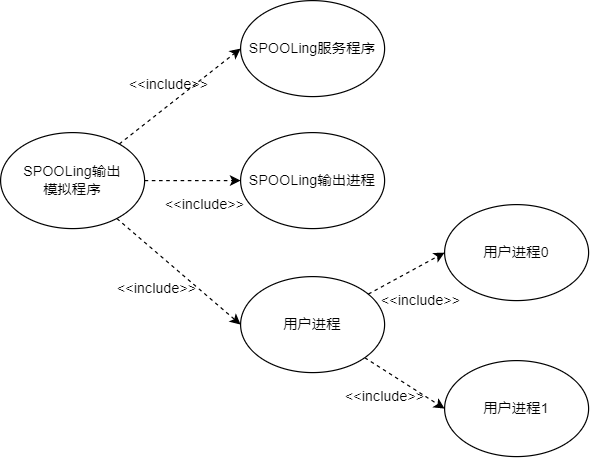 SPOOLing服务程序
<<include>>
SPOOLing输出
模拟程序
SPOOLing输出进程
<<include>>
<<include>>
用户进程
用户进程0
<<include>>
<<include>>
用户进程1